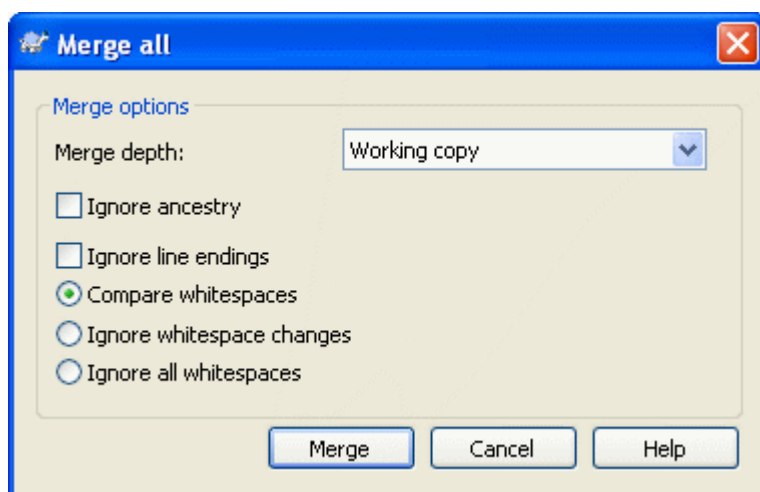 Merge all
Merge options
Merge depth: Working copy
Ignore ancestry
Ignore line endings
Compare whitespaces
Ignore whitespace changes
Ignore all whitespaces
Merge Cancel Help